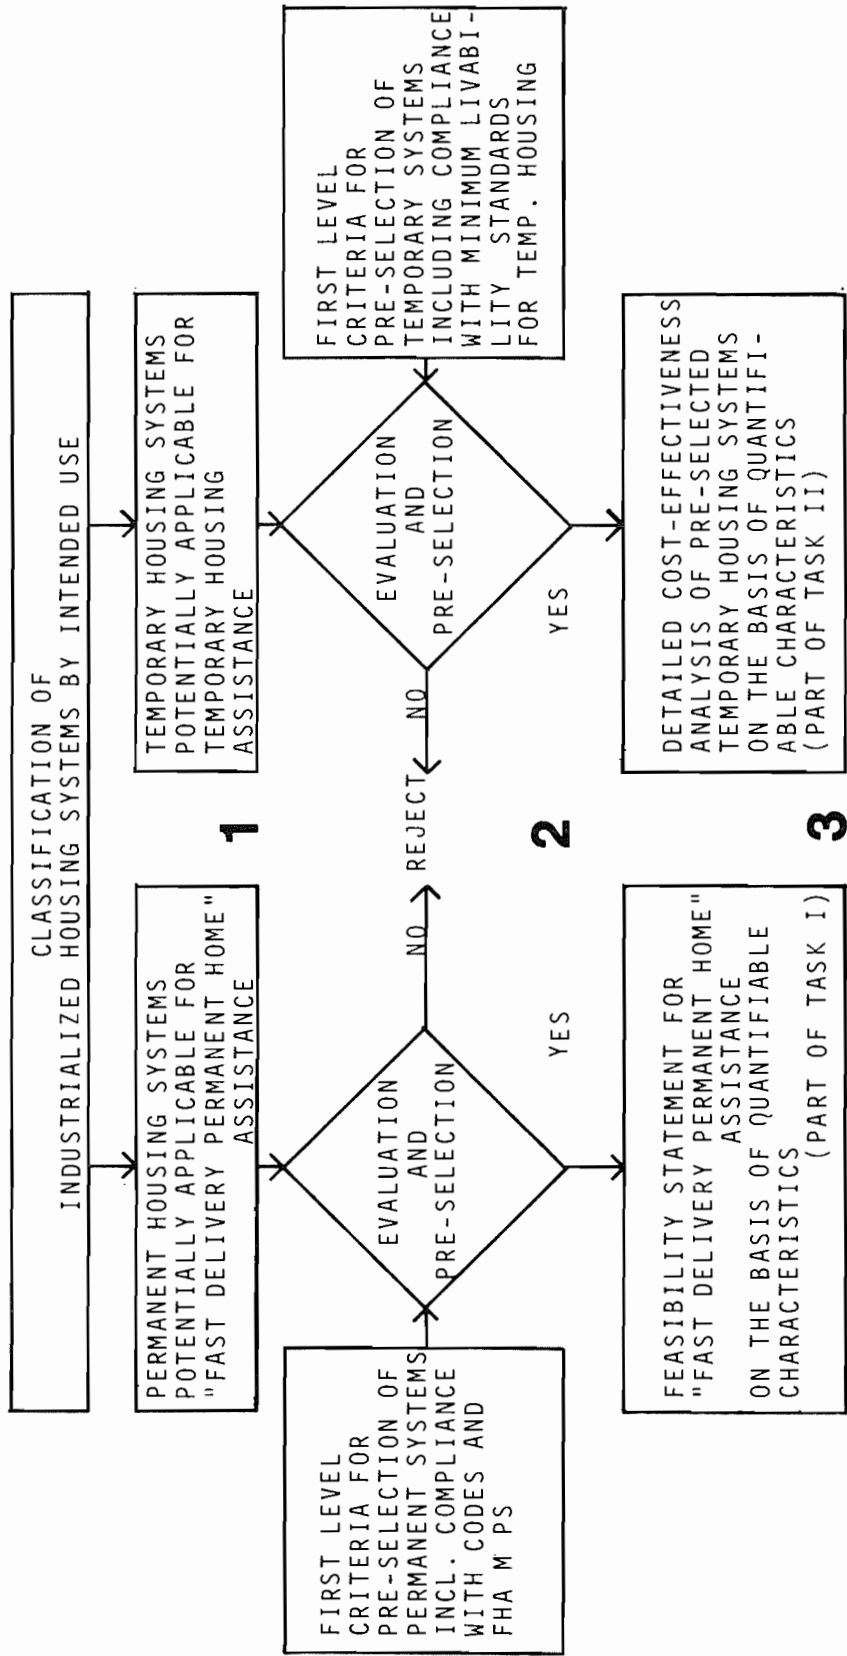 CLASSIFICATION OF
INDUSTRIALIZED HOUSING SYSTEMS BY INTENDED USE
PERMANENT HOUSING SYSTEMS
POTENTIALLY APPLICABLE FOR
"FAST DELIVERY PERMANENT HOME"
ASSISTANCE
1
TEMPORARY HOUSING SYSTEMS
POTENTIALLY APPLICABLE FOR
TEMPORARY HOUSING
ASSISTANCE
FIRST LEVEL
CRITERIA FOR
PRE-SELECTION OF
PERMANENT SYSTEMS
INCL. COMPLIANCE
WITH CODES AND
FHA M PS
EVALUATION
AND
PRE-SELECTION
NO
REJECT
NO
EVALUATION
AND
PRE-SELECTION
FIRST LEVEL
CRITERIA FOR
PRE-SELECTION OF
TEMPORARY SYSTEMS
INCLUDING COMPLIANCE
WITH MINIMUM LIVABI-
LITY STANDARDS
FOR TEMP. HOUSING
YES
2
YES
FEASIBILITY STATEMENT FOR
"FAST DELIVERY PERMANENT HOME"
ASSISTANCE
ON THE BASIS OF QUANTIFIABLE
CHARACTERISTICS
(PART OF TASK I)
3
DETAILED COST-EFFECTIVENESS
ANALYSIS OF PRE-SELECTED
TEMPORARY HOUSING SYSTEMS
ON THE BASIS OF QUANTIFI-
ABLE CHARACTERISTICS
(PART OF TASK II)